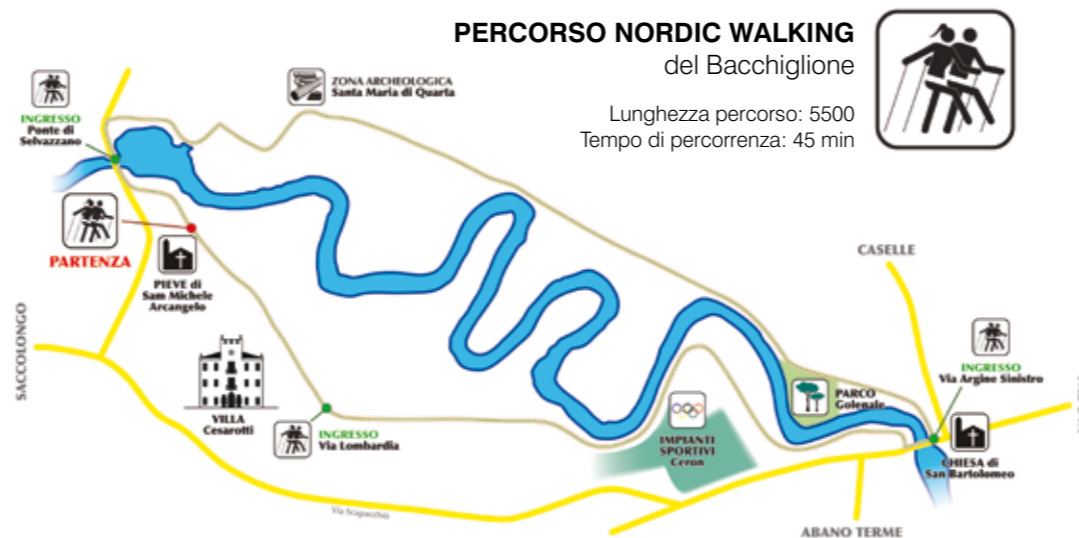 PERCORSO NORDIC WALKING
del Bacchiglione
Lunghezza percorso: 5500
Tempo di percorrenza: 45 min
ZONA ARCHEOLOGICA
Santa Maria di Quarta
INGRESSO
Ponte di
Selvazzano
PARTENZA
PIEVE di
Sam Michele
Arcangelo
SACCOLONGO
VILLA
Cesarotti
INGRESSO
Via Lombardia
Via Scapacchiò
IMPIANTI
SPORTIVI
Ceron
PARCO
Golenale
CASELLE
INGRESSO
Via Argine Sinistro
CHIESA di
San Bartolomeo
ABANO TERME